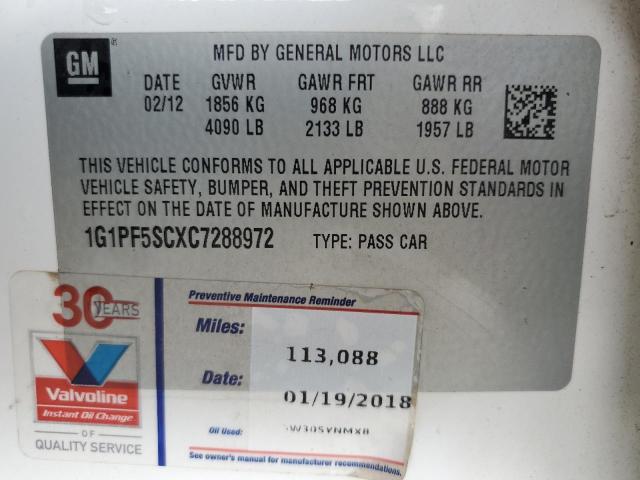 GM
MFD BY GENERAL MOTORS LLC
DATE GVWR GAWR FRT GAWR RR
02/12 1856 KG 968 KG 888 KG
4090 LB 2133 LB 1957 LB
THIS VEHICLE CONFORMS TO ALL APPLICABLE U.S. FEDERAL MOTOR
VEHICLE SAFETY, BUMPER, AND THEFT PREVENTION STANDARDS IN
EFFECT ON THE DATE OF MANUFACTURE SHOWN ABOVE.
1G1PF5SCXC7288972 TYPE: PASS CAR
30 YEARS
Valvoline
Instant Oil Change
OF
QUALITY SERVICE
Preventive Maintenance Reminder
Miles: 113,088
Date: 01/19/2018
Oil Used:
See owner's manual for manufacturer recommendations.